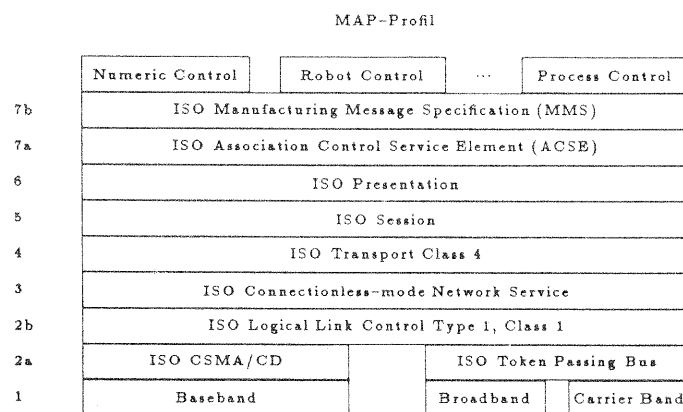 MAP-Profil
Numeric Control Robot Control ... Process Control
7b ISO Manufacturing Message Specification (MMS)
7a ISO Association Control Service Element (ACSE)
6 ISO Presentation
5 ISO Session
4 ISO Transport Class 4
3 ISO Connectionless-mode Network Service
2b ISO Logical Link Control Type 1, Class 1
2a ISO CSMA/CD ISO Token Passing Bus
1 Baseband Broadband Carrier Band